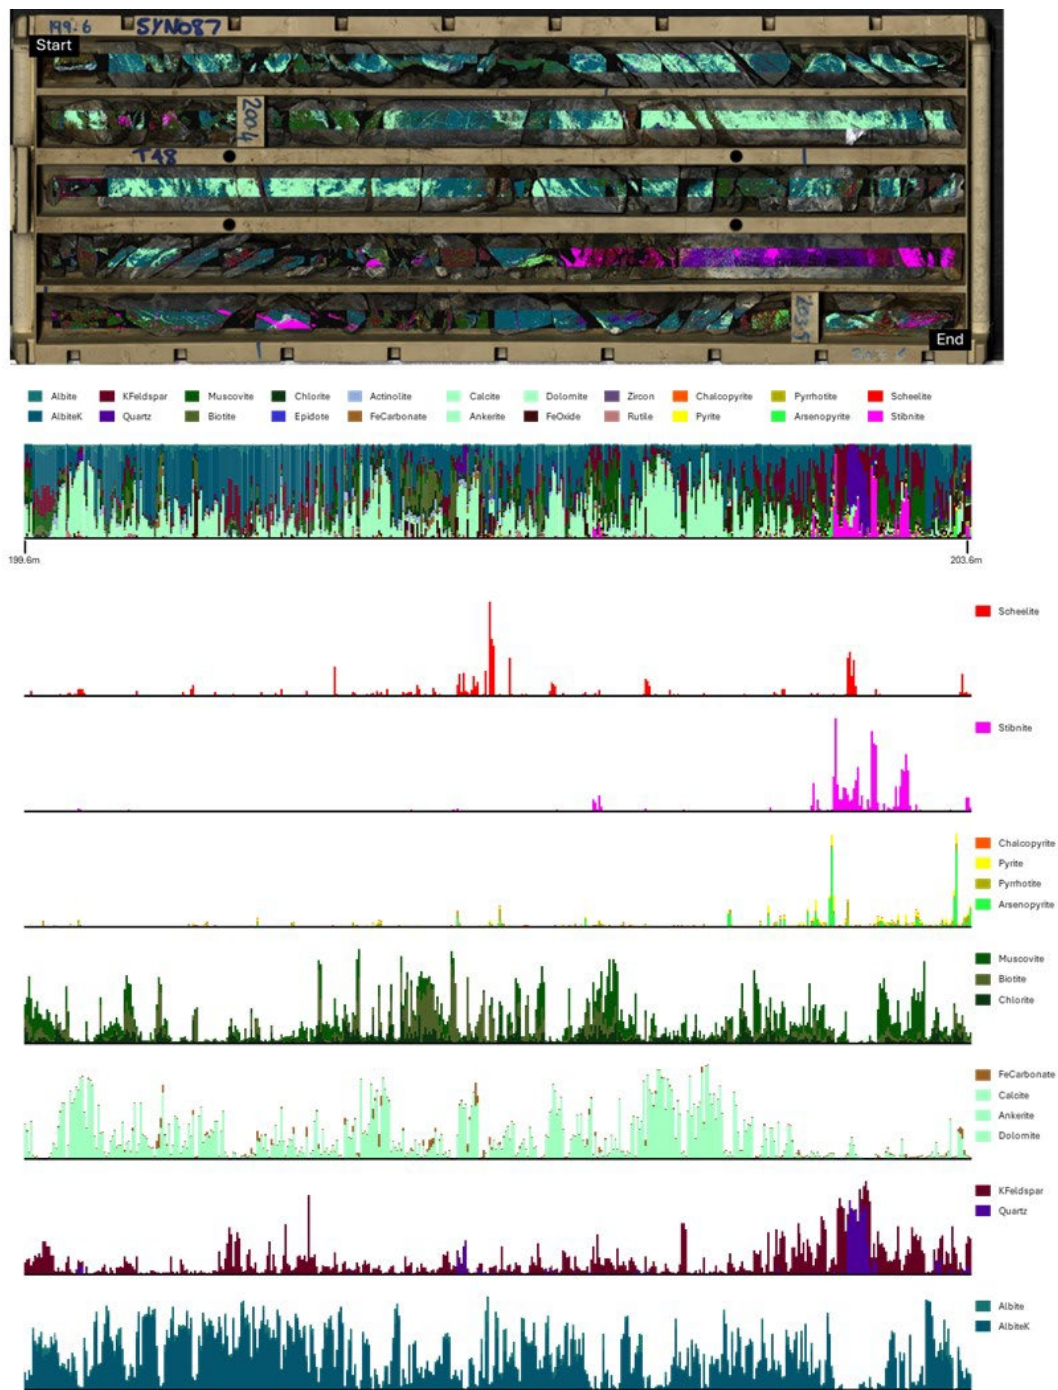 199.6 SYN087
Start
200.4
T48
End
Albite KFeldspar Muscovite Chlorite Actinolite Calcite Dolomite Zircon Chalcopyrite Pyrrhotite Scheelite
AlbiteK Quartz Biotite Epidote FeCarbonate Ankerite FeOxide Rutile Pyrite Arsenopyrite Stibnite
199.6m 203.6m
Scheelite
Stibnite
Chalcopyrite
Pyrite
Pyrrhotite
Arsenopyrite
Muscovite
Biotite
Chlorite
FeCarbonate
Calcite
Ankerite
Dolomite
KFeldspar
Quartz
Albite
AlbiteK